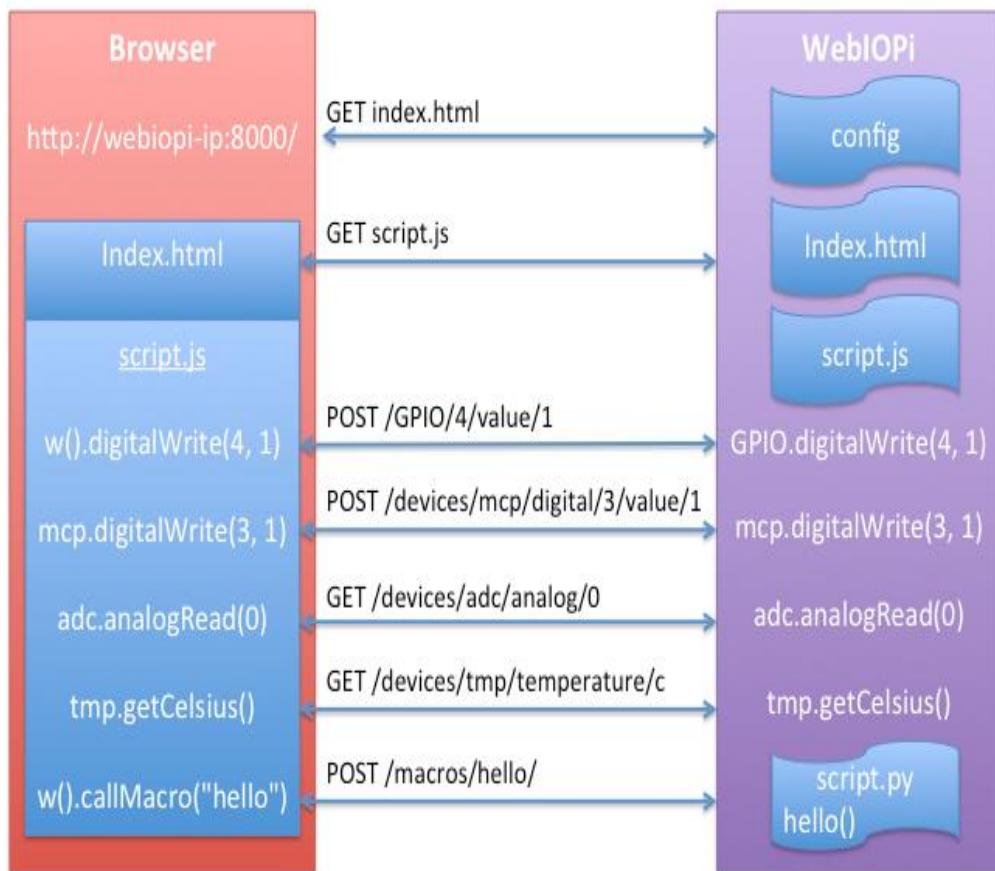 Browser
WebIOPi
http://webiopi-ip:8000/
GET index.html
config
Index.html
GET script.js
Index.html
script.js
script.js
w().digitalWrite(4, 1)
POST /GPIO/4/value/1
GPIO.digitalWrite(4, 1)
mcp.digitalWrite(3, 1)
POST /devices/mcp/digital/3/value/1
mcp.digitalWrite(3, 1)
adc.analogRead(0)
GET /devices/adc/analog/0
adc.analogRead(0)
tmp.getCelsius()
GET /devices/tmp/temperature/c
tmp.getCelsius()
w().callMacro("hello")
POST /macros/hello/
script.py
hello()